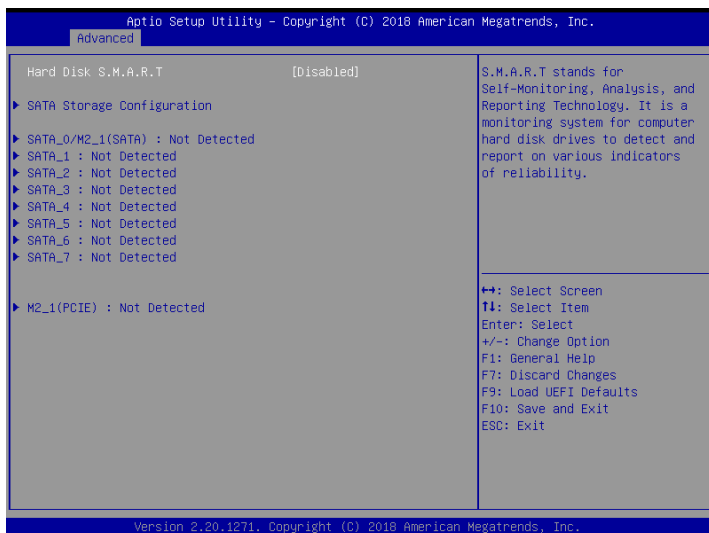 Aptio Setup Utility – Copyright (C) 2018 American Megatrends, Inc.
Advanced
Hard Disk S.M.A.R.T [Disabled]
SATA Storage Configuration
SATA_0/M2_1(SATA) : Not Detected
SATA_1 : Not Detected
SATA_2 : Not Detected
SATA_3 : Not Detected
SATA_4 : Not Detected
SATA_5 : Not Detected
SATA_6 : Not Detected
SATA_7 : Not Detected
M2_1(PCIE) : Not Detected
S.M.A.R.T stands for
Self-Monitoring, Analysis, and
Reporting Technology. It is a
monitoring system for computer
hard disk drives to detect and
report on various indicators
of reliability.
↔: Select Screen
↑↓: Select Item
Enter: Select
+/-: Change Option
F1: General Help
F7: Discard Changes
F9: Load UEFI Defaults
F10: Save and Exit
ESC: Exit
Version 2.20.1271. Copyright (C) 2018 American Megatrends, Inc.